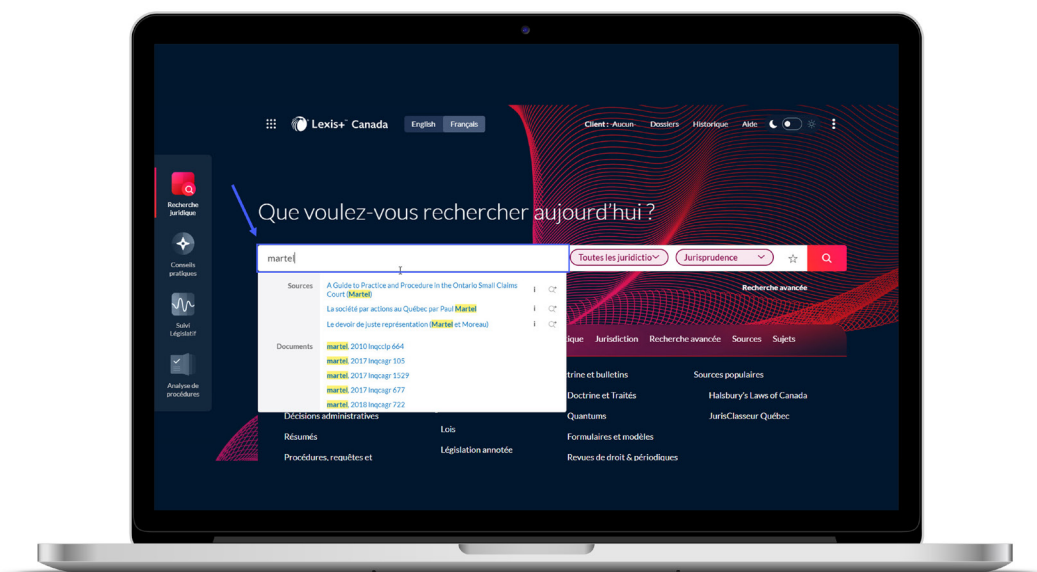 Lexis+ Canada English Français Client: -Aucun- Dossiers Historique Aide
Recherche
juridique
Conseils
pratiques
Suivi
Législatif
Analyse de
procédures
Que voulez-vous rechercher aujourd'hui ?
martel Toutes les juridictio Jurisprudence
Recherche avancée
Sources
A Guide to Practice and Procedure in the Ontario Small Claims
Court (Martel)
La société par actions au Québec par Paul Martel
Le devoir de juste représentation (Martel et Moreau)
Documents
martel, 2010 lnqcclp 664
martel, 2017 lnqcagr 105
martel, 2017 lnqcagr 1529
martel, 2017 lnqcagr 677
martel, 2018 lnqcagr 722
ique Jurisdiction Recherche avancée Sources Sujets
Décisions administratives
Résumés
Procédures, requêtes et
Lois
Législation annotée
trine et bulletins
Doctrine et Traités
Quantums
Formulaires et modèles
Revues de droit & périodiques
Sources populaires
Halsbury's Laws of Canada
JurisClasseur Québec